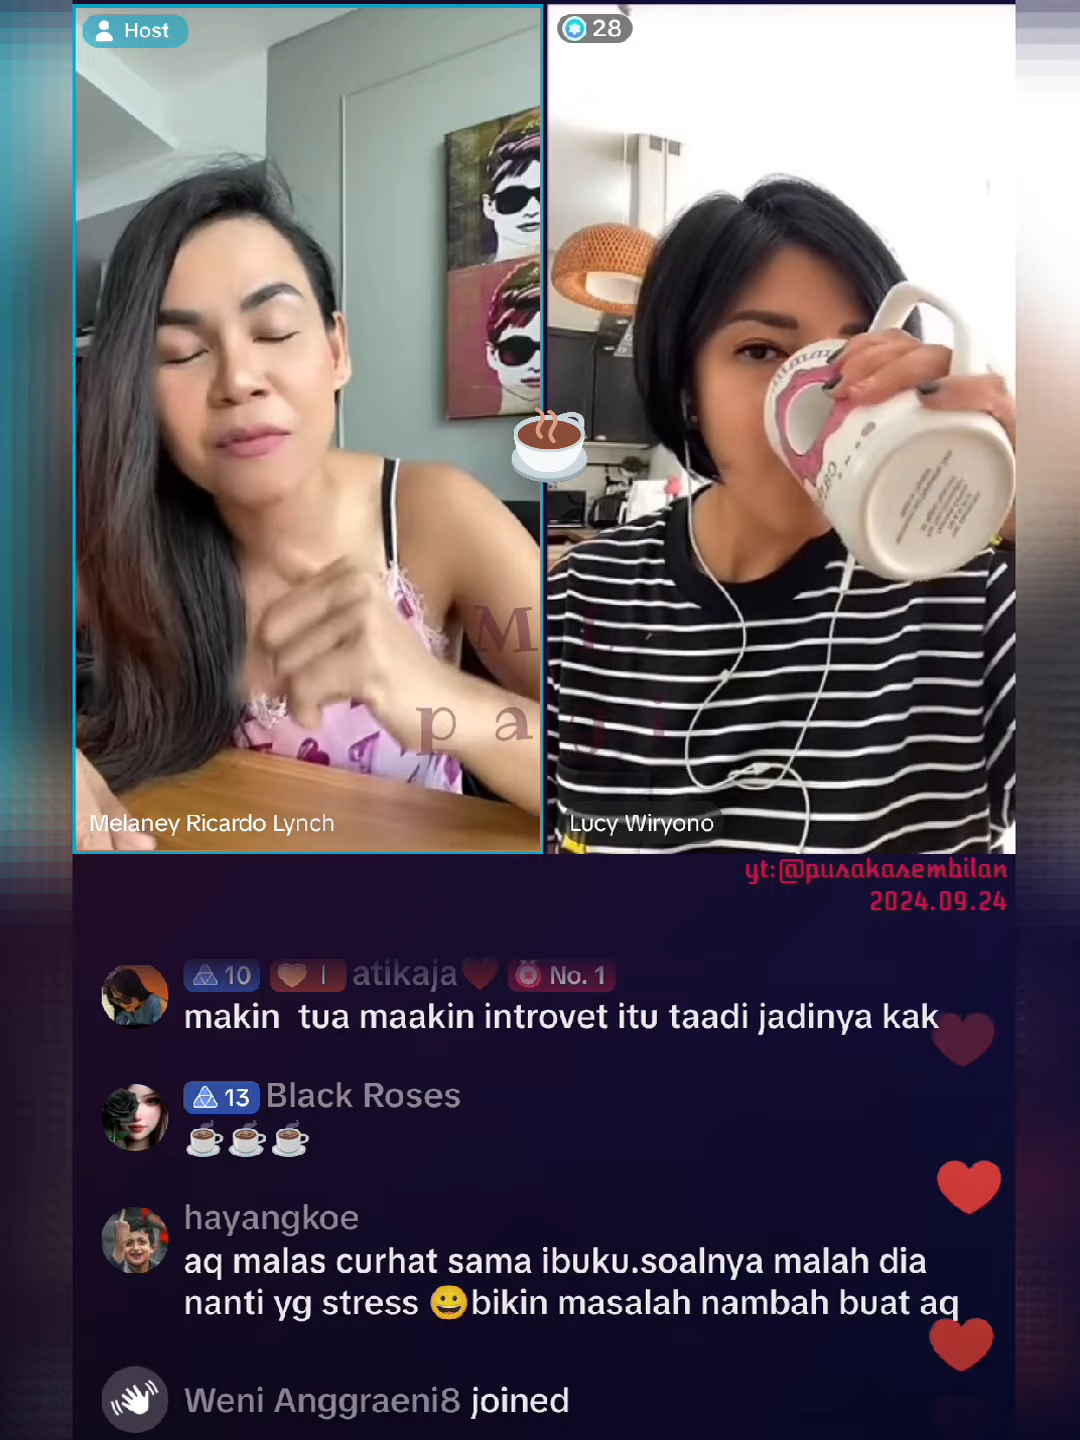 Host
28
M L
p a g i
Melaney Ricardo Lynch
Lucy Wiryono
yt:@pusakasembilan
2024.09.24
10 I atikaja No. 1
makin tua maakin introvet itu taadi jadinya kak
13 Black Roses
☕☕☕
hayangkoe
aq malas curhat sama ibuku.soalnya malah dia
nanti yg stress 😀bikin masalah nambah buat aq
Weni Anggraeni8 joined